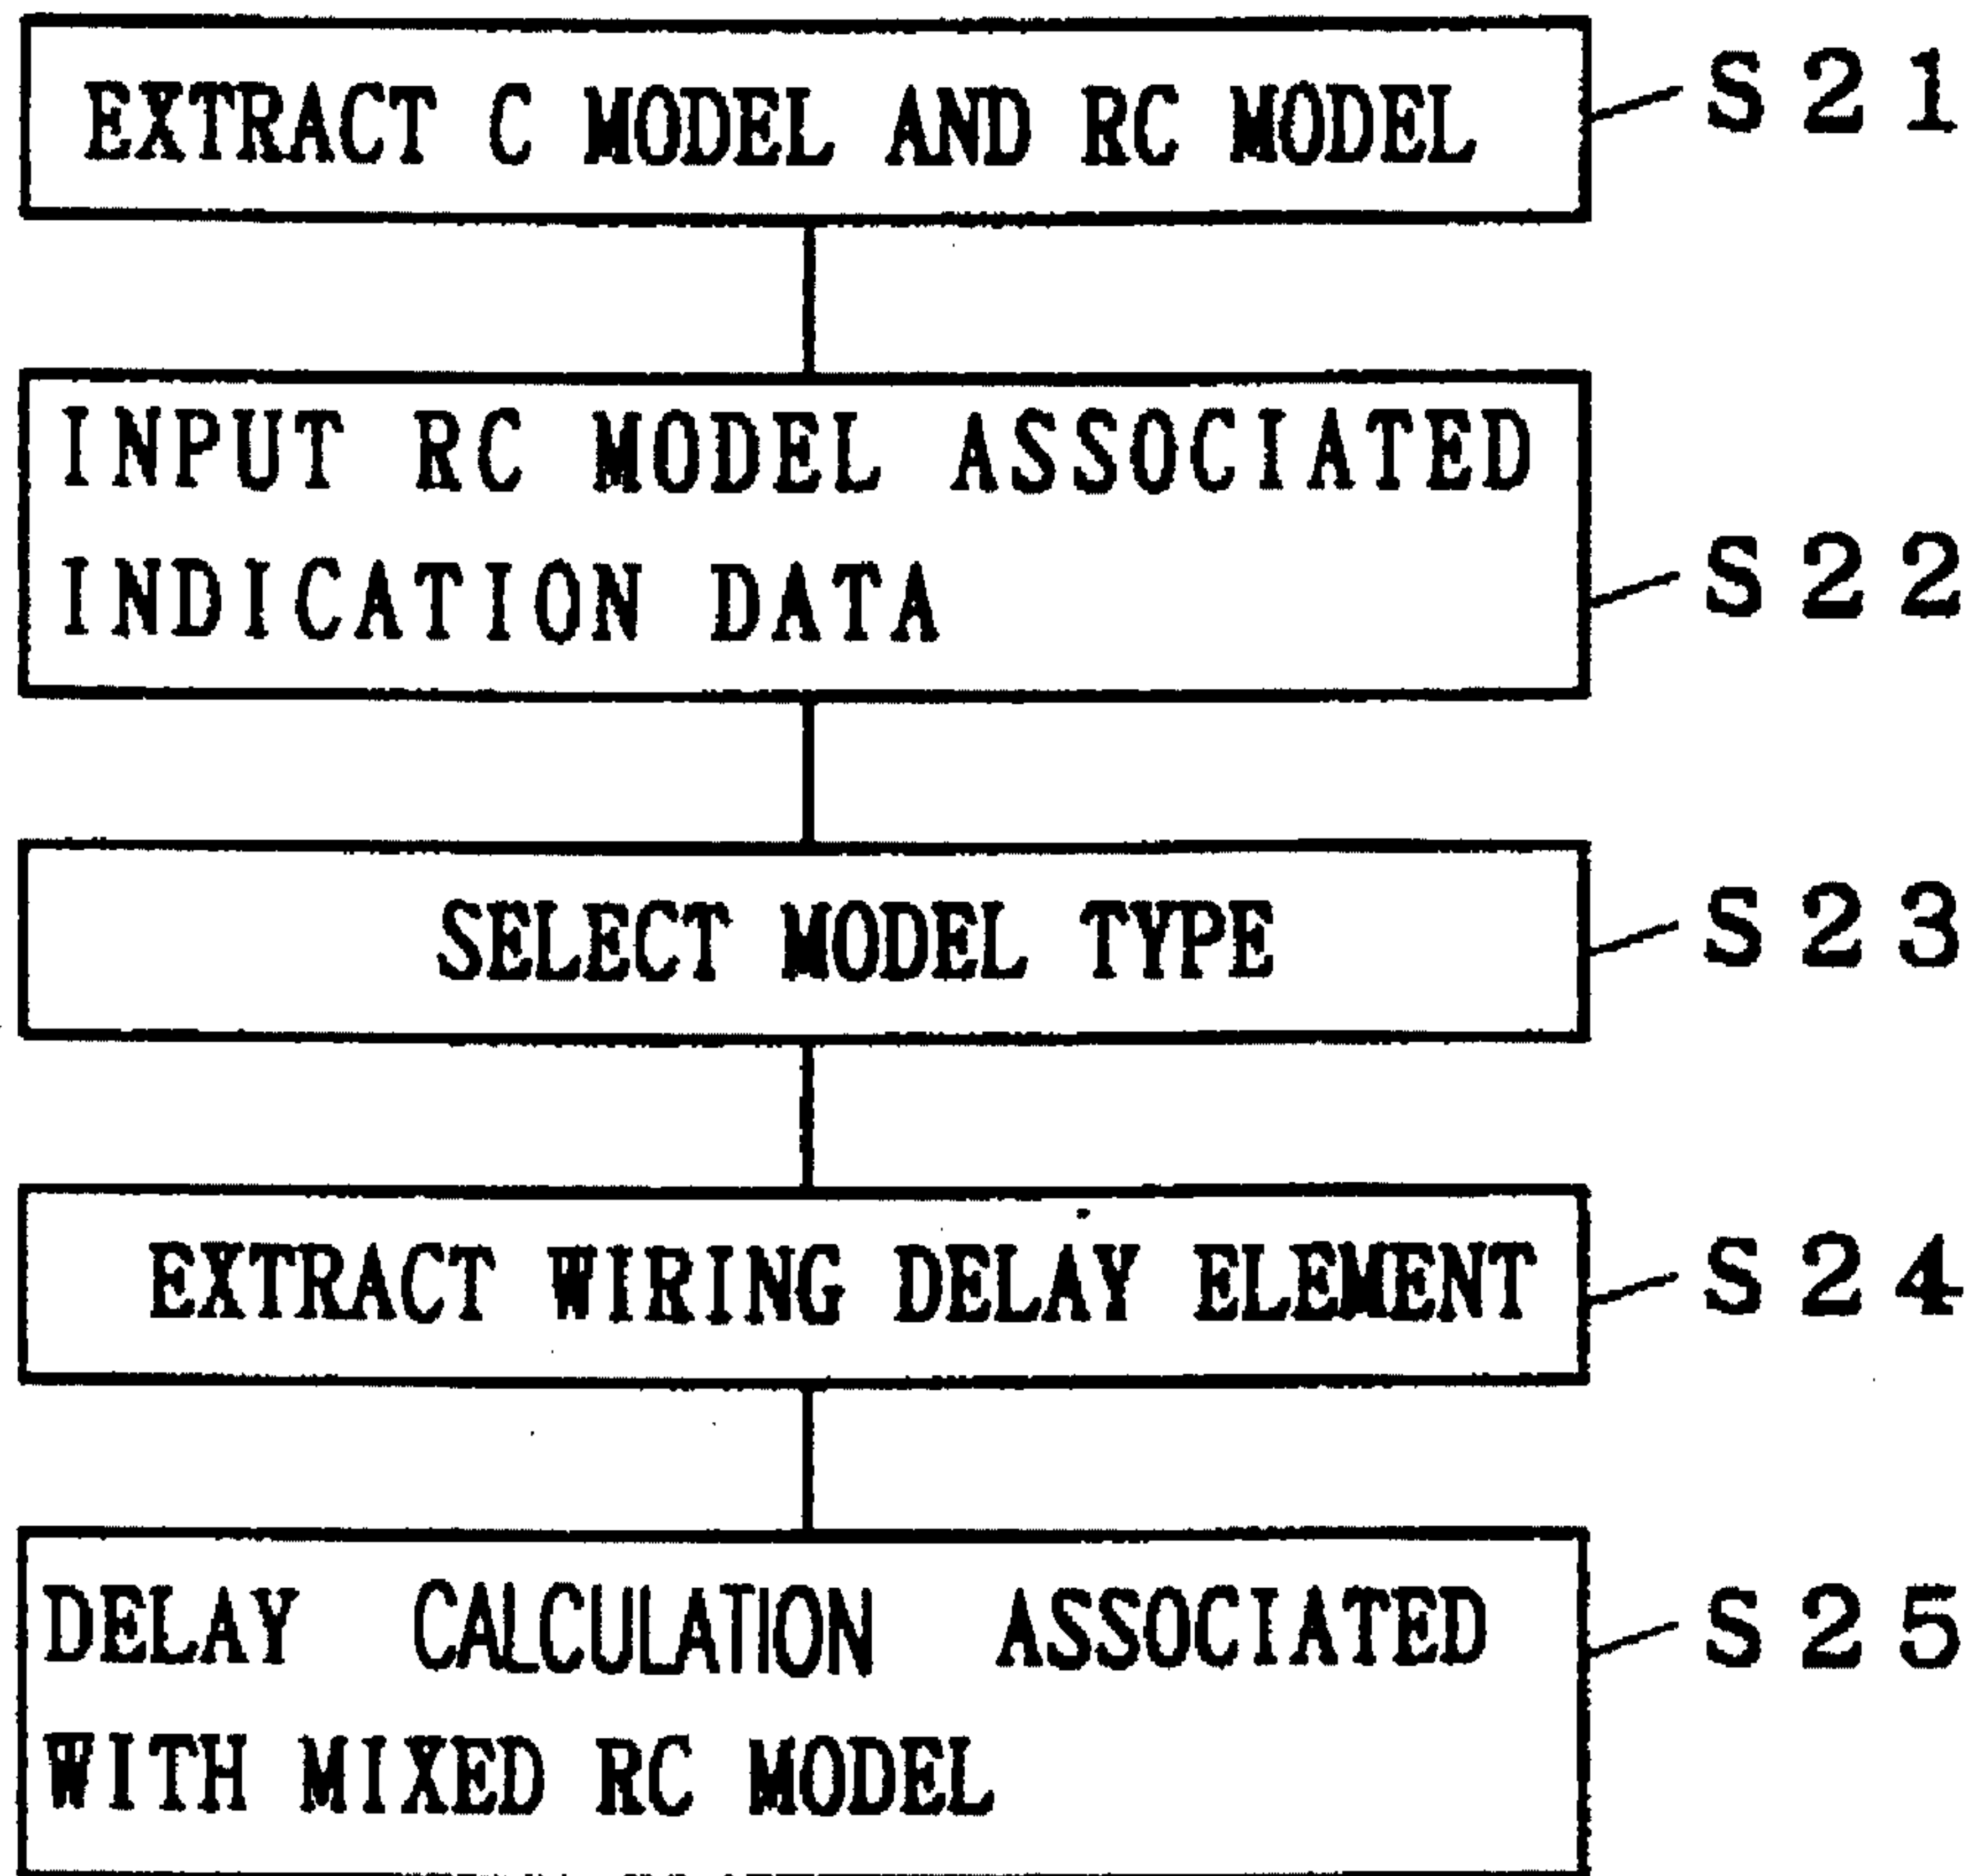 EXTRACT C MODEL AND RC MODEL
S21
INPUT RC MODEL ASSOCIATED
INDICATION DATA
S22
SELECT MODEL TYPE
S23
EXTRACT WIRING DELAY ELEMENT
S24
DELAY CALCULATION ASSOCIATED
S25
WITH MIXED RC MODEL